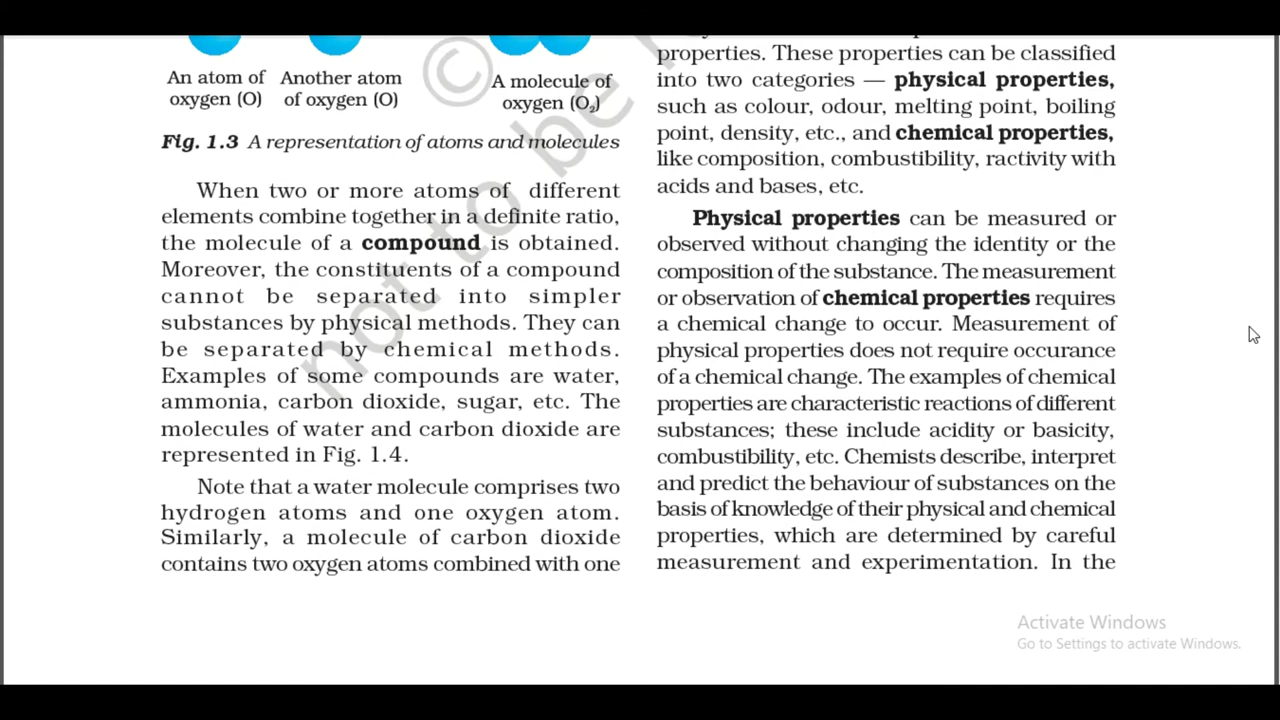 An atom of
oxygen (O)
Another atom
of oxygen (O)
A molecule of
oxygen (O₂)
Fig. 1.3 A representation of atoms and molecules
When two or more atoms of different
elements combine together in a definite ratio,
the molecule of a compound is obtained.
Moreover, the constituents of a compound
cannot be separated into simpler
substances by physical methods. They can
be separated by chemical methods.
Examples of some compounds are water,
ammonia, carbon dioxide, sugar, etc. The
molecules of water and carbon dioxide are
represented in Fig. 1.4.
Note that a water molecule comprises two
hydrogen atoms and one oxygen atom.
Similarly, a molecule of carbon dioxide
contains two oxygen atoms combined with one
properties. These properties can be classified
into two categories — physical properties,
such as colour, odour, melting point, boiling
point, density, etc., and chemical properties,
like composition, combustibility, ractivity with
acids and bases, etc.
Physical properties can be measured or
observed without changing the identity or the
composition of the substance. The measurement
or observation of chemical properties requires
a chemical change to occur. Measurement of
physical properties does not require occurance
of a chemical change. The examples of chemical
properties are characteristic reactions of different
substances; these include acidity or basicity,
combustibility, etc. Chemists describe, interpret
and predict the behaviour of substances on the
basis of knowledge of their physical and chemical
properties, which are determined by careful
measurement and experimentation. In the
©
not to be
Activate Windows
Go to Settings to activate Windows.